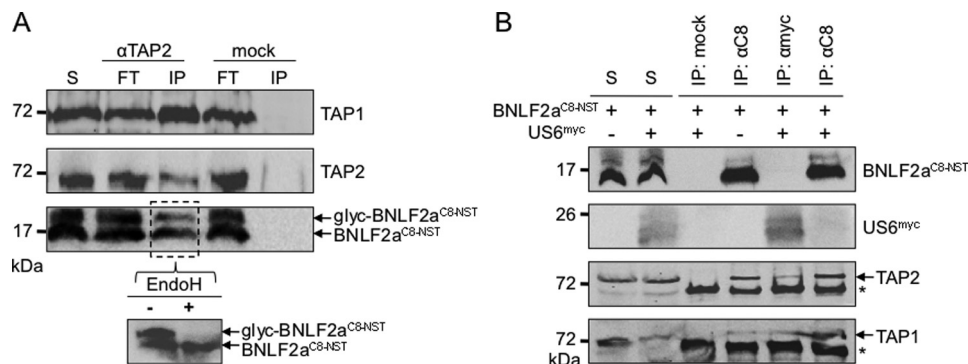 A
αTAP2 mock
S FT IP FT IP
72 TAP1
72 TAP2
glyc-BNLF2aC8-NST
17 BNLF2aC8-NST
kDa
EndoH
- +
glyc-BNLF2aC8-NST
BNLF2aC8-NST
B
S S IP: mock IP: αC8 IP: αmyc IP: αC8
BNLF2aC8-NST + + + + + +
US6myc - + + - + +
17 BNLF2aC8-NST
26 US6myc
72 TAP2
*
72 TAP1
kDa *